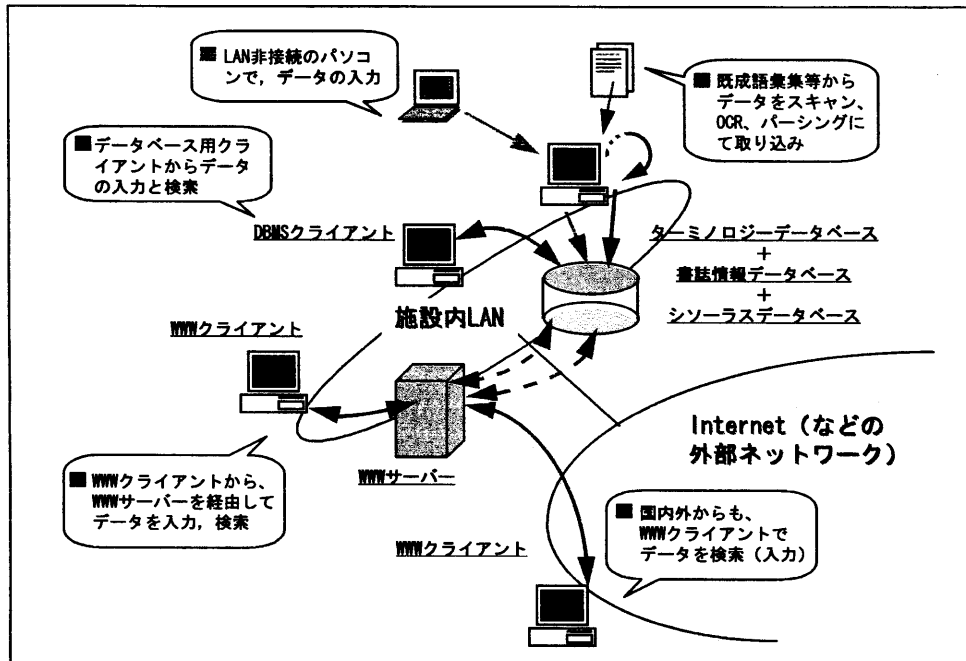 ■ LAN非接続のパソコ
ンで，データの入力
■ 既成語彙集等から
データをスキャン、
OCR、パーシングに
て取り込み
■ データベース用クラ
イアントからデータ
の入力と検索
DBMSクライアント
ターミノロジーデータベース
+
書誌情報データベース
+
シソーラスデータベース
施設内LAN
WWWクライアント
Internet（などの
外部ネットワーク）
WWWサーバー
■ WWWクライアントから、
WWWサーバーを経由して
データを入力，検索
■ 国内外からも、
WWWクライアントで
データを検索（入力）
WWWクライアント